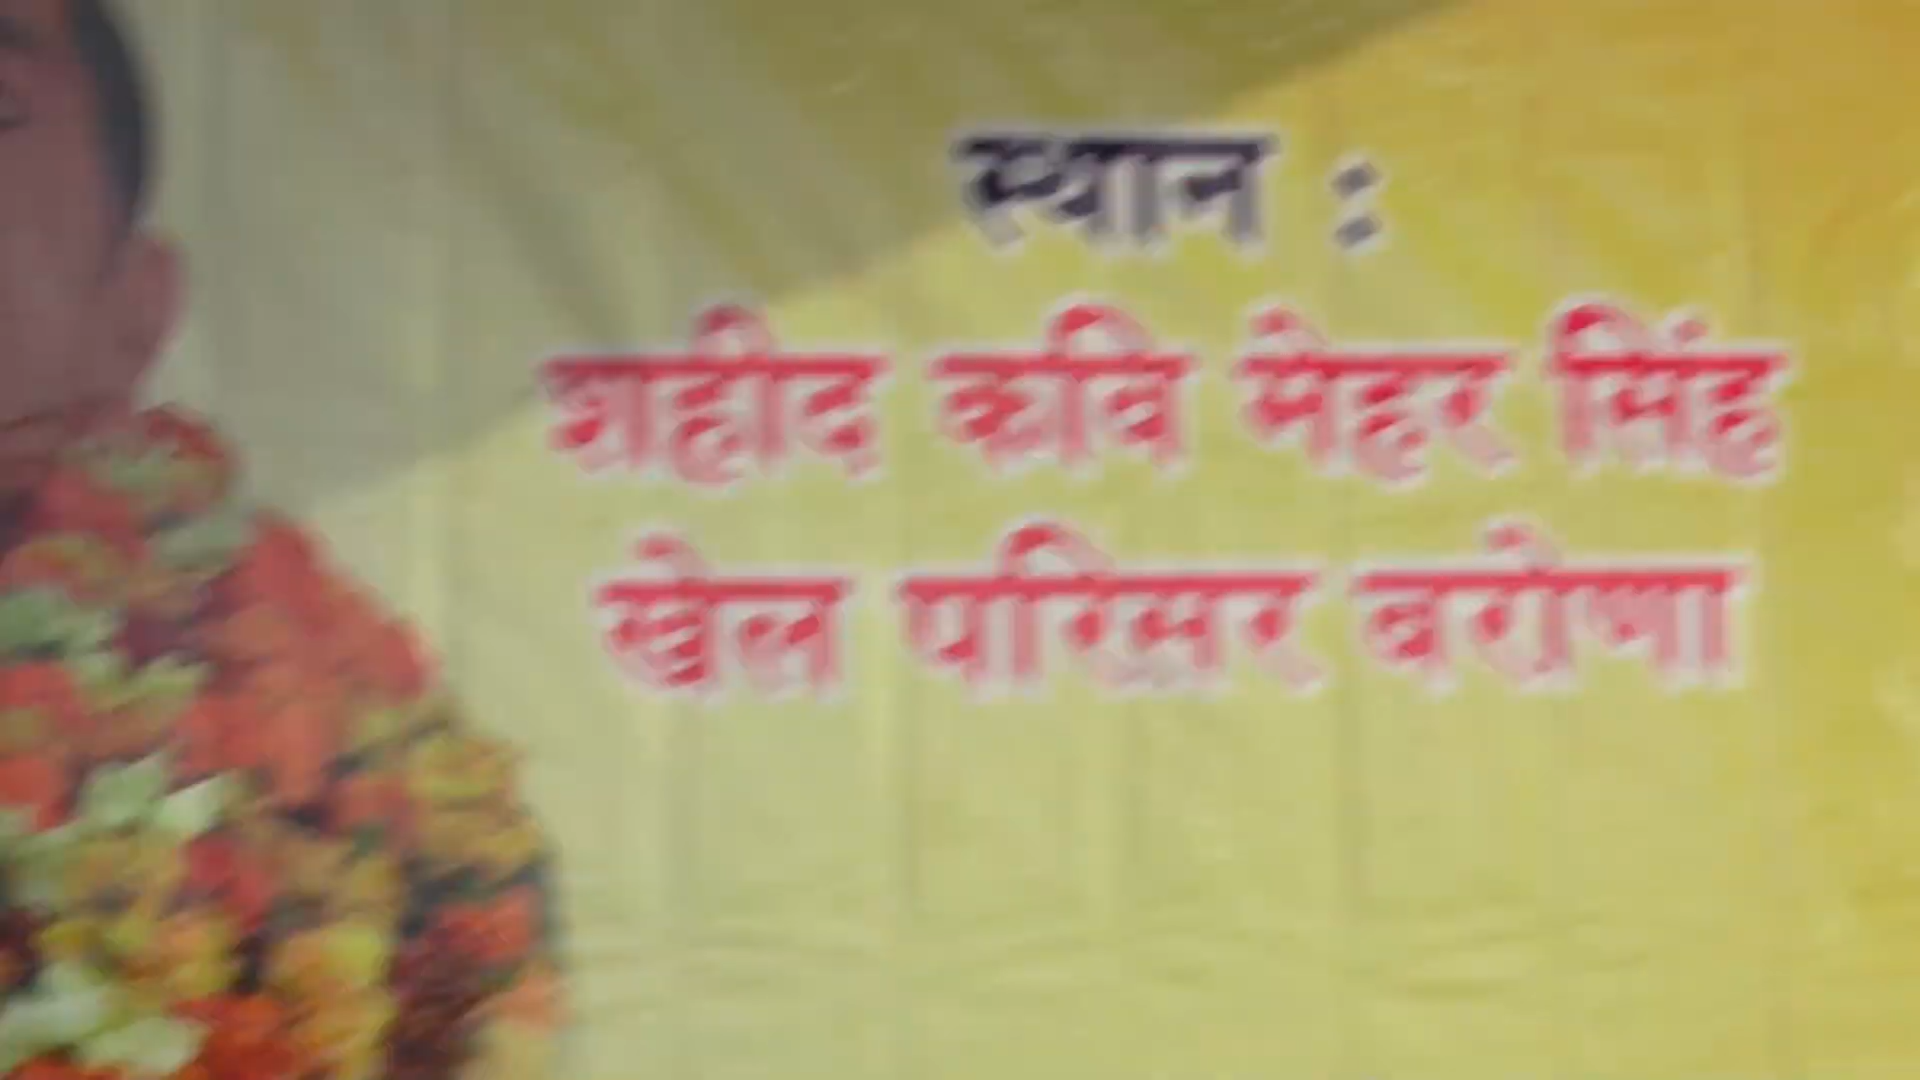 स्थान :
शहीद कवि मेहर सिंह
खेल परिसर बरोणा